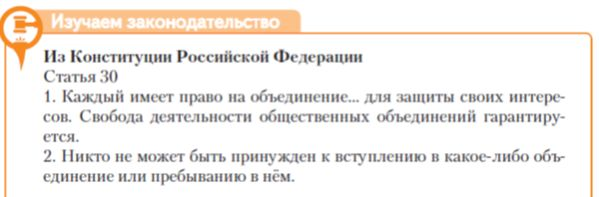 Изучаем законодательство
Из Конституции Российской Федерации
Статья 30
1. Каждый имеет право на объединение... для защиты своих интере-
сов. Свобода деятельности общественных объединений гарантиру-
ется.
2. Никто не может быть принужден к вступлению в какое-либо объ-
единение или пребыванию в нём.